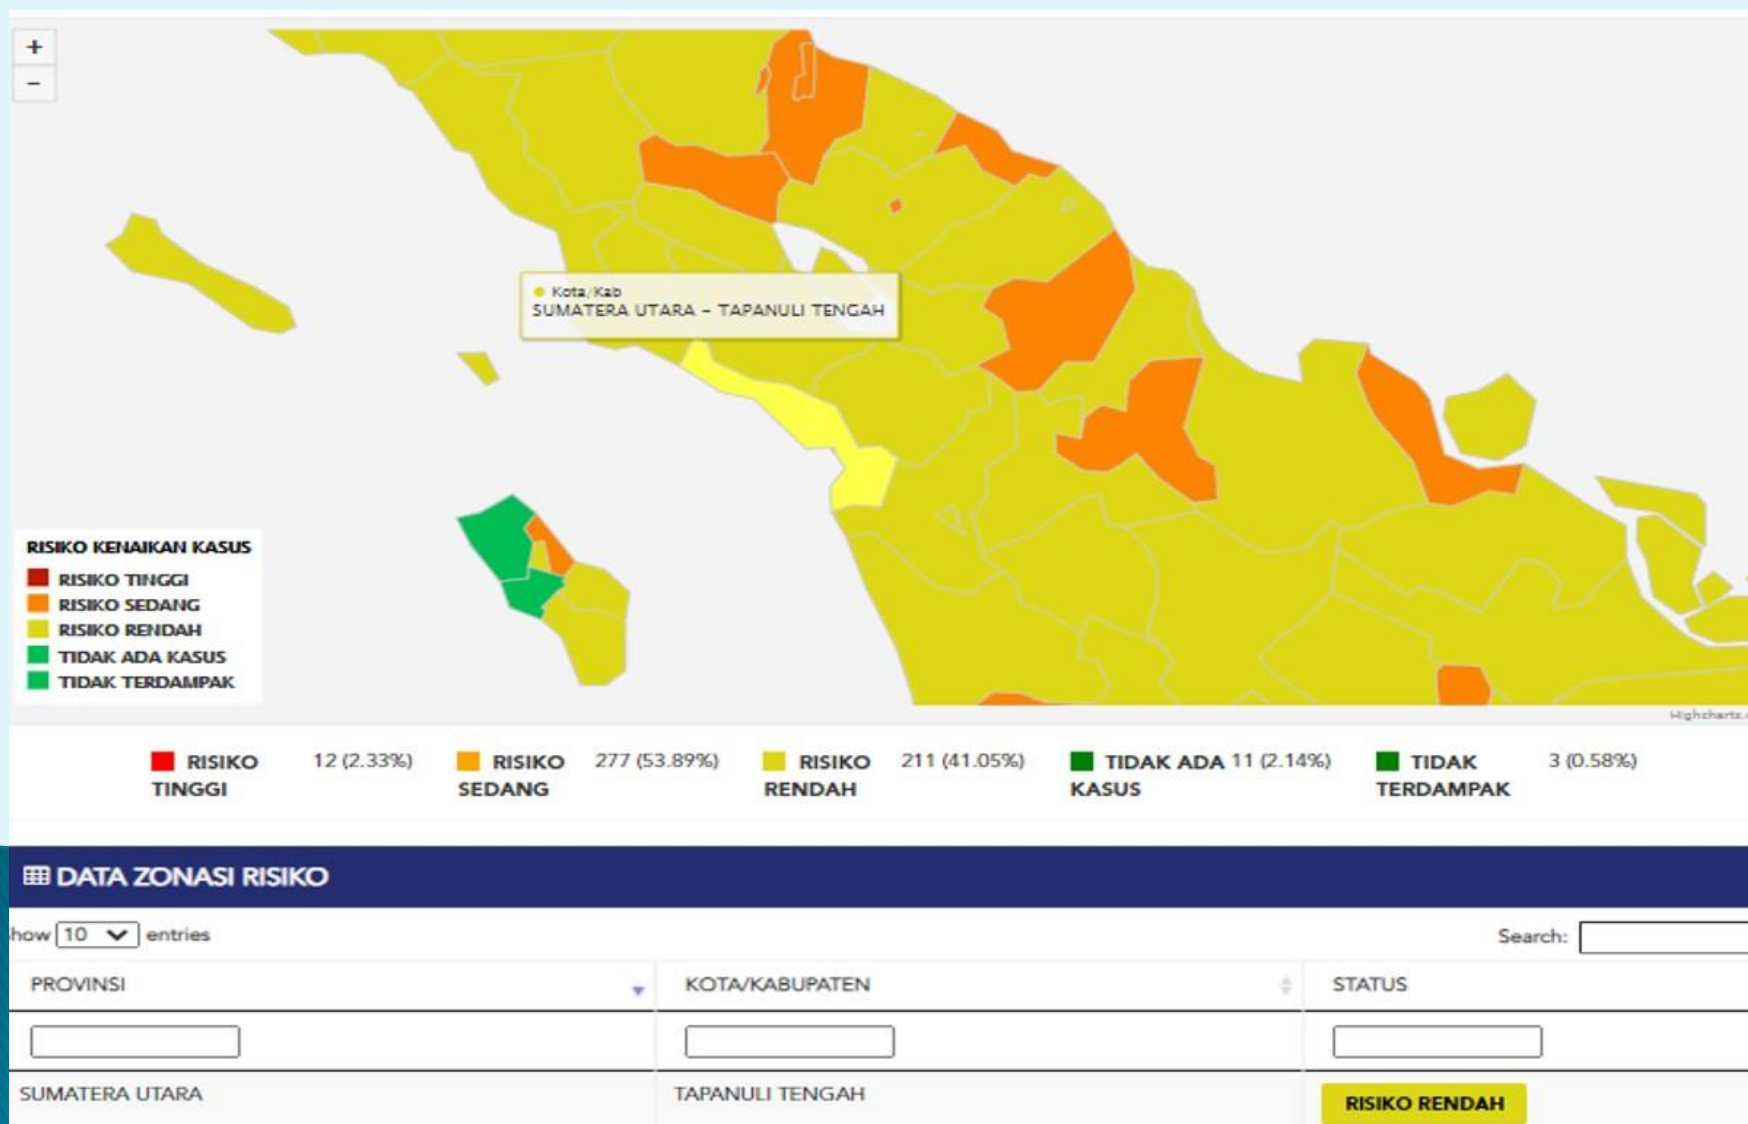 +
−
Kota/Kab
SUMATERA UTARA – TAPANULI TENGAH
RISIKO KENAIKAN KASUS
RISIKO TINGGI
RISIKO SEDANG
RISIKO RENDAH
TIDAK ADA KASUS
TIDAK TERDAMPAK
Highcharts.
RISIKO TINGGI 12 (2.33%)
RISIKO SEDANG 277 (53.89%)
RISIKO RENDAH 211 (41.05%)
TIDAK ADA KASUS 11 (2.14%)
TIDAK TERDAMPAK 3 (0.58%)
DATA ZONASI RISIKO
how 10 entries
Search:
PROVINSI KOTA/KABUPATEN STATUS
SUMATERA UTARA TAPANULI TENGAH RISIKO RENDAH